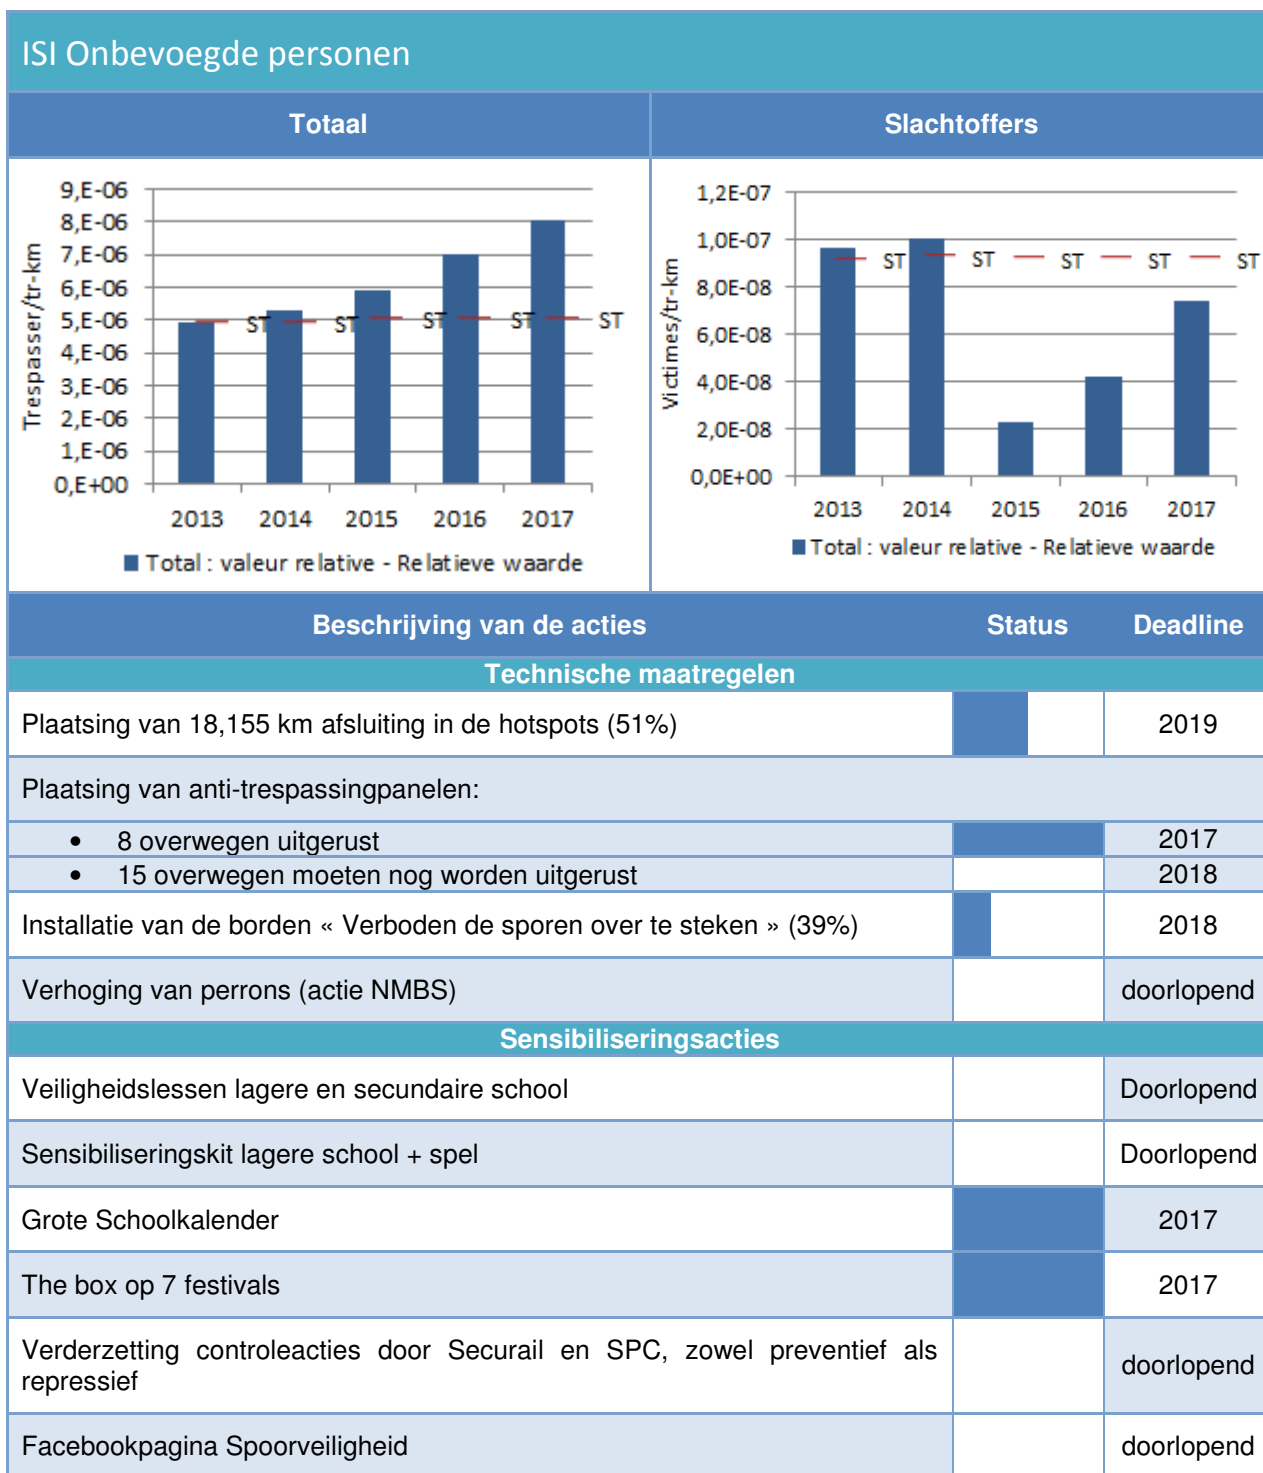 ISI Onbevoegde personen
Totaal
Slachtoffers
9,E-06
8,E-06
7,E-06
6,E-06
5,E-06
4,E-06
3,E-06
2,E-06
1,E-06
0,E+00
Trespasser/tr-km
ST ST ST ST ST
2013 2014 2015 2016 2017
Total : valeur relative - Relatieve waarde
1,2E-07
1,0E-07
8,0E-08
6,0E-08
4,0E-08
2,0E-08
0,0E+00
Victimes/tr-km
ST ST ST ST ST
2013 2014 2015 2016 2017
Total : valeur relative - Relatieve waarde
Beschrijving van de acties Status Deadline
Technische maatregelen
Plaatsing van 18,155 km afsluiting in de hotspots (51%) 2019
Plaatsing van anti-trespassingpanelen:
• 8 overwegen uitgerust 2017
• 15 overwegen moeten nog worden uitgerust 2018
Installatie van de borden « Verboden de sporen over te steken » (39%) 2018
Verhoging van perrons (actie NMBS) doorlopend
Sensibiliseringsacties
Veiligheidslessen lagere en secundaire school Doorlopend
Sensibiliseringskit lagere school + spel Doorlopend
Grote Schoolkalender 2017
The box op 7 festivals 2017
Verderzetting controleacties door Securail en SPC, zowel preventief als
repressief doorlopend
Facebookpagina Spoorveiligheid doorlopend